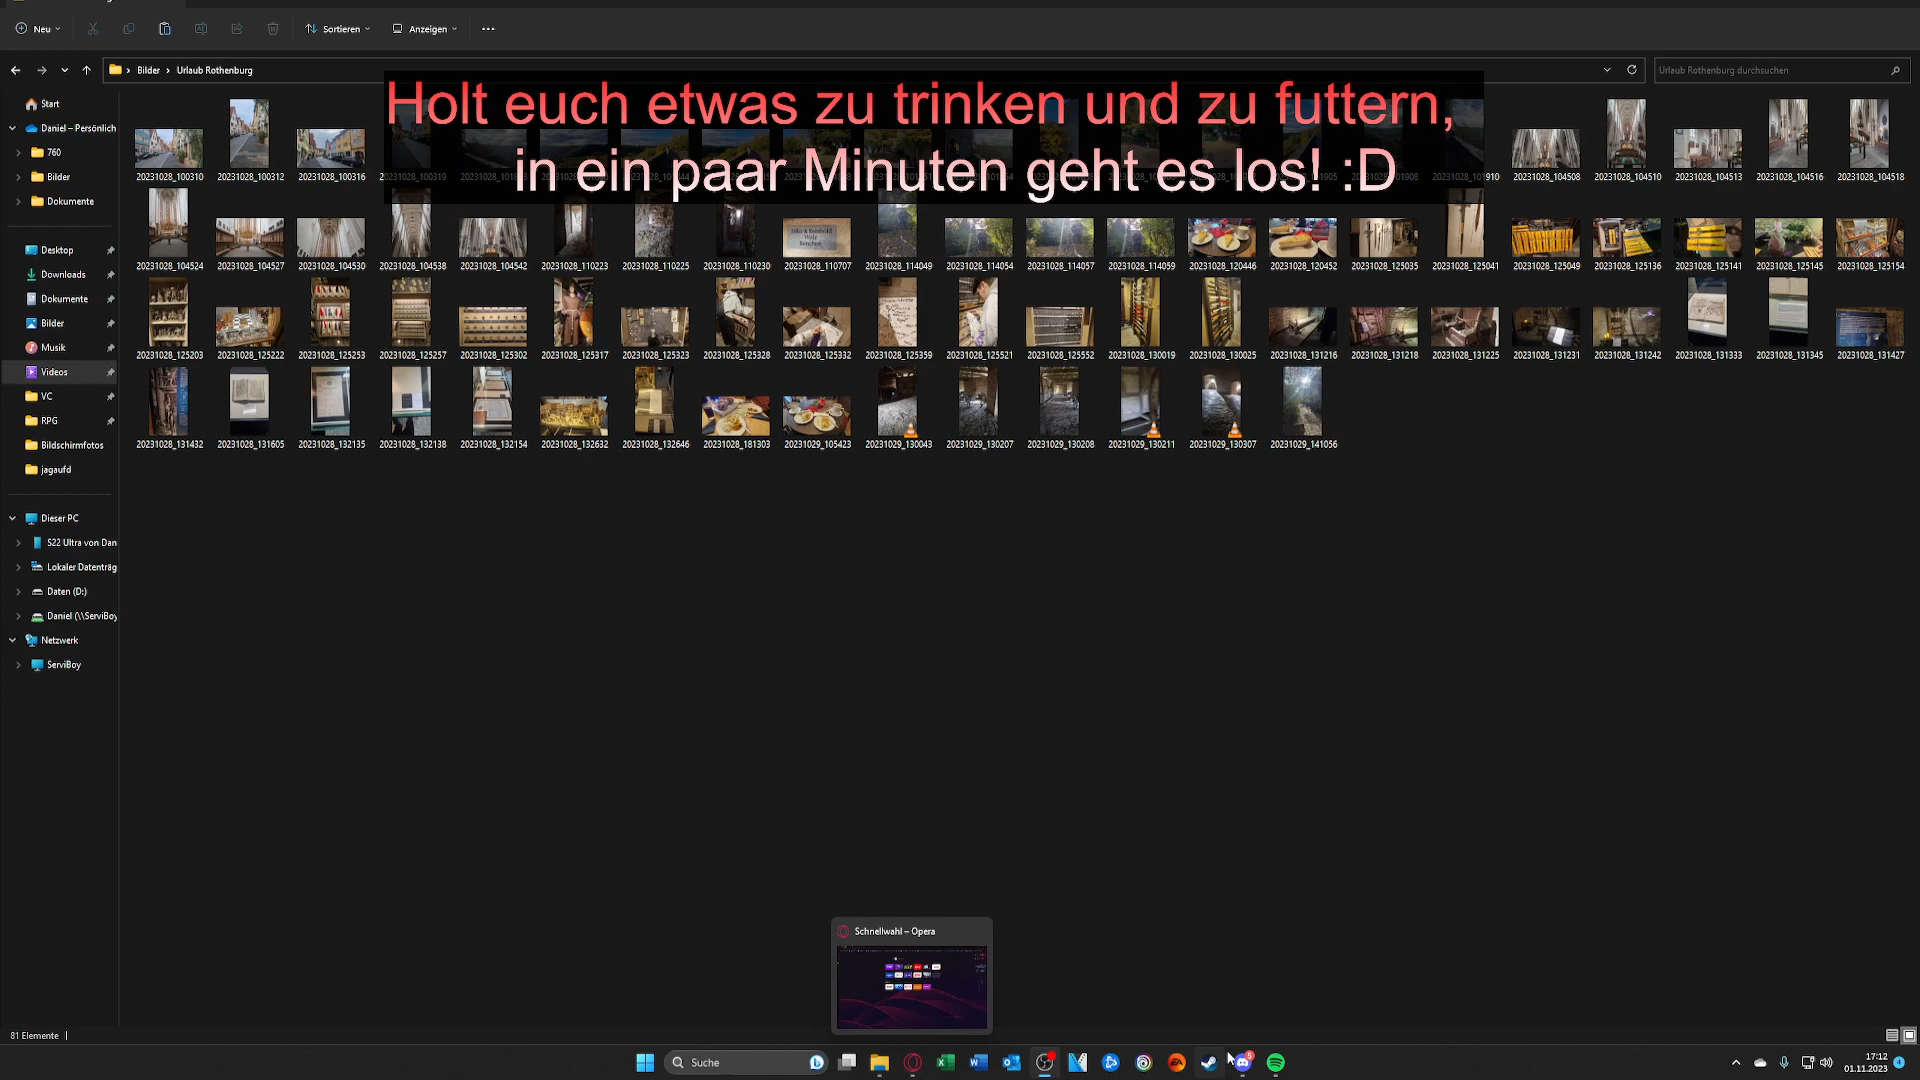 Neu
Sortieren
Anzeigen
Bilder
Urlaub Rothenburg
Urlaub Rothenburg durchsuchen
Holt euch etwas zu trinken und zu futtern,
in ein paar Minuten geht es los! :D
Start
Daniel – Persönlich
760
Bilder
Dokumente
Desktop
Downloads
Dokumente
Bilder
Musik
Videos
VC
RPG
Bildschirmfotos
jagaufd
Dieser PC
S22 Ultra von Dan
Lokaler Datenträg
Daten (D:)
Daniel (\\ServiBoy
Netzwerk
ServiBoy
20231028_100310 20231028_100312 20231028_100316 20231028_100319 20231028_104508 20231028_104510 20231028_104513 20231028_104516 20231028_104518
20231028_104524 20231028_104527 20231028_104530 20231028_104538 20231028_104542 20231028_110223 20231028_110225 20231028_110230 20231028_110707 20231028_114049 20231028_114054 20231028_114057 20231028_114059 20231028_120446 20231028_120452 20231028_125035 20231028_125041 20231028_125049 20231028_125136 20231028_125141 20231028_125145 20231028_125154
20231028_125203 20231028_125222 20231028_125253 20231028_125257 20231028_125302 20231028_125317 20231028_125323 20231028_125328 20231028_125332 20231028_125359 20231028_125521 20231028_125552 20231028_130019 20231028_130025 20231028_131216 20231028_131218 20231028_131225 20231028_131231 20231028_131242 20231028_131333 20231028_131345 20231028_131427
20231028_131432 20231028_131605 20231028_132135 20231028_132138 20231028_132154 20231028_132632 20231028_132646 20231028_181303 20231029_105423 20231029_130043 20231029_130207 20231029_130208 20231029_130211 20231029_130307 20231029_141056
Schnellwahl – Opera
81 Elemente
Suche
5
17:12
01.11.2023
4